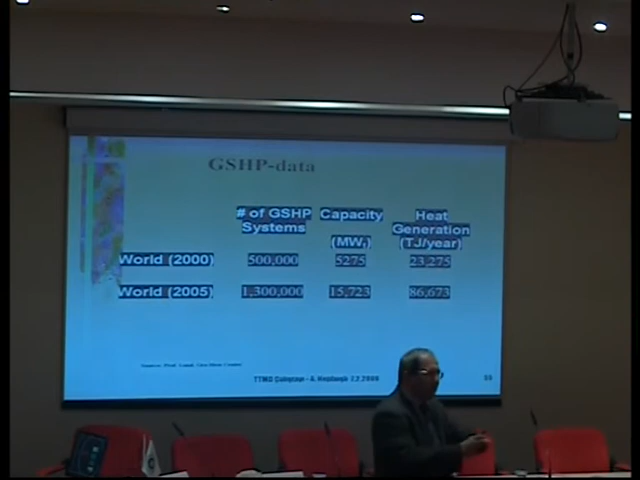 GSHP-data
# of GSHP Systems Capacity (MWt) Heat Generation (TJ/year)
World (2000) 500,000 5275 23,275
World (2005) 1,300,000 15,723 86,673